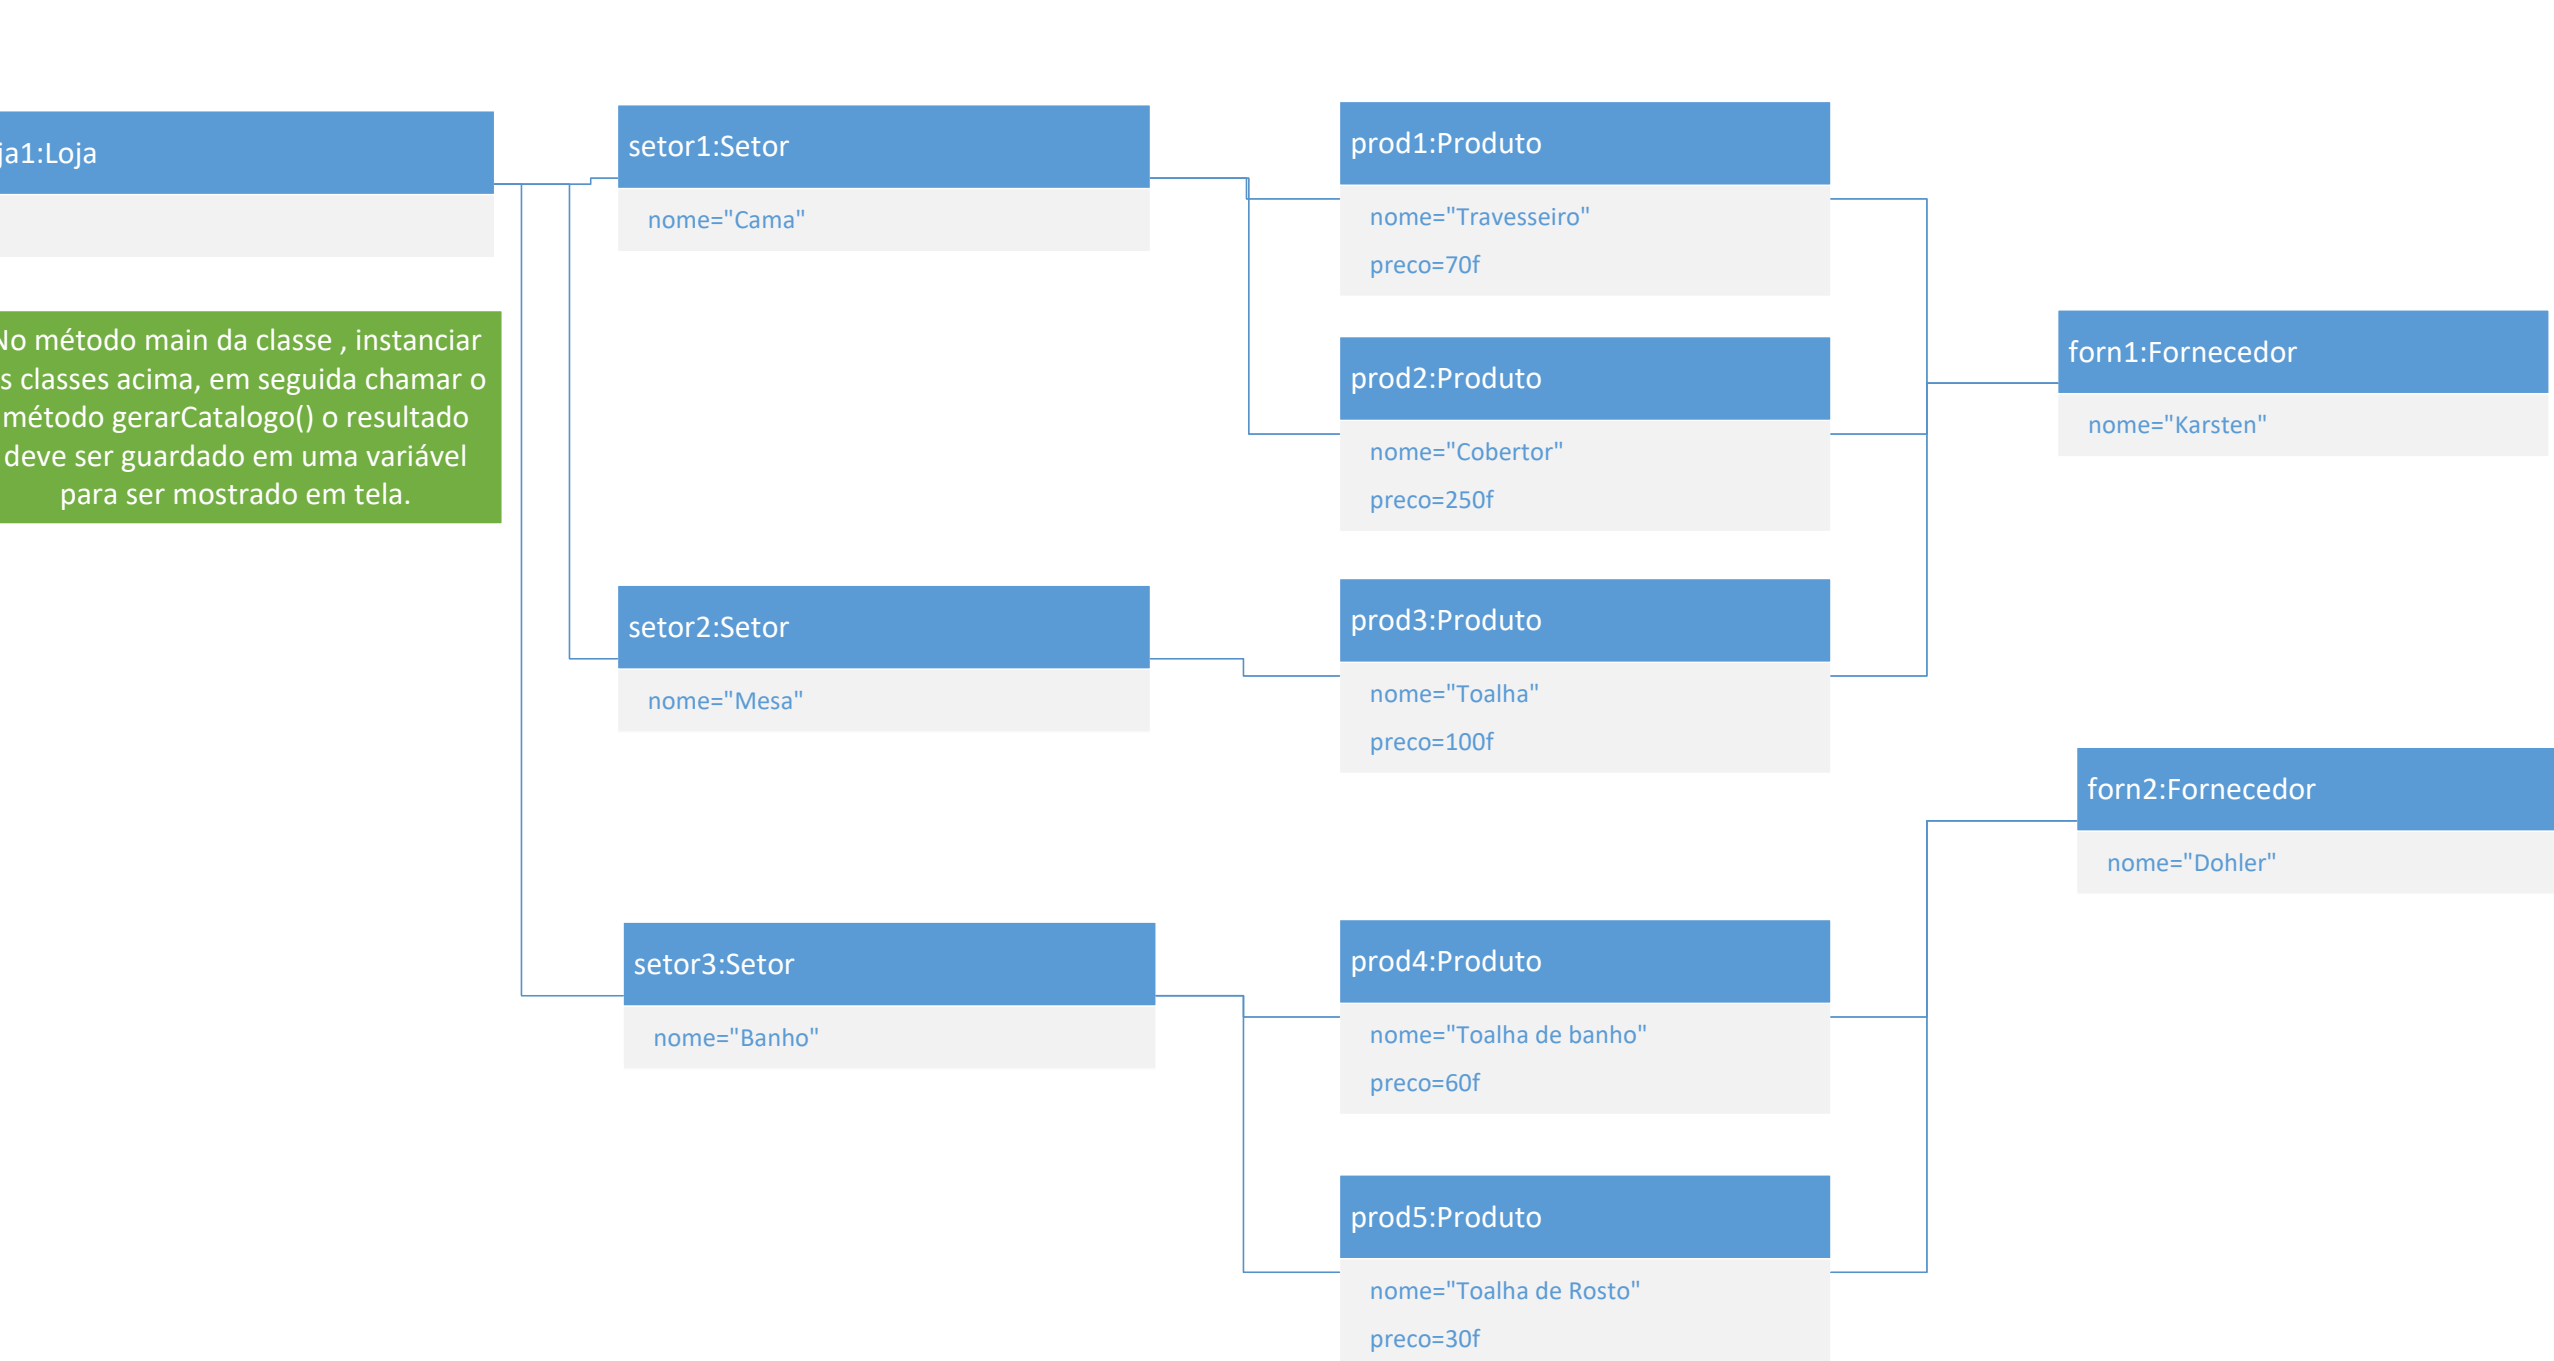 ja1:Loja
No método main da classe , instanciar
s classes acima, em seguida chamar o
método gerarCatalogo() o resultado
deve ser guardado em uma variável
para ser mostrado em tela.
setor1:Setor
nome="Cama"
setor2:Setor
nome="Mesa"
setor3:Setor
nome="Banho"
prod1:Produto
nome="Travesseiro"
preco=70f
prod2:Produto
nome="Cobertor"
preco=250f
prod3:Produto
nome="Toalha"
preco=100f
prod4:Produto
nome="Toalha de banho"
preco=60f
prod5:Produto
nome="Toalha de Rosto"
preco=30f
forn1:Fornecedor
nome="Karsten"
forn2:Fornecedor
nome="Dohler"